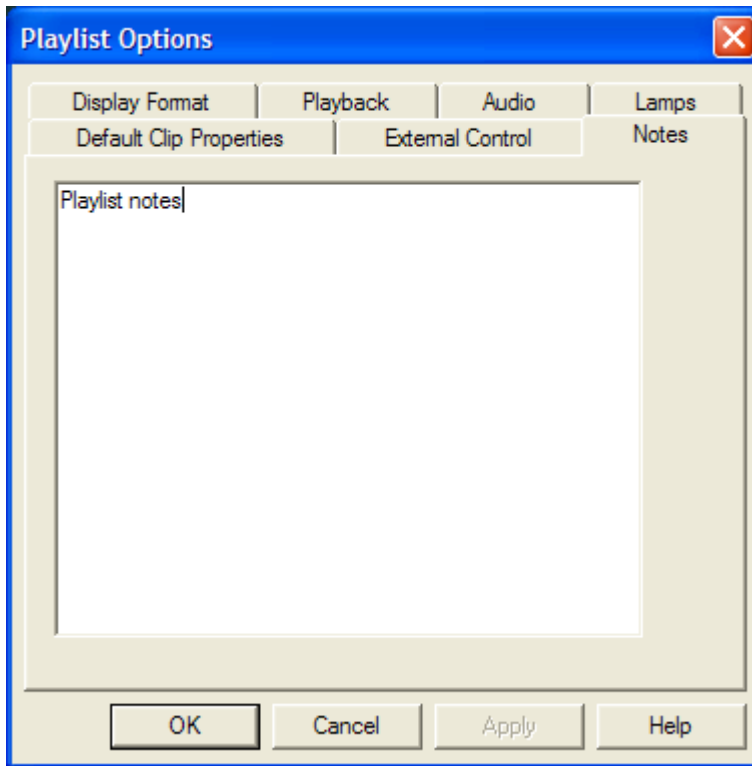 Playlist Options
Display Format Playback Audio Lamps
Default Clip Properties External Control Notes
Playlist notes
OK Cancel Apply Help